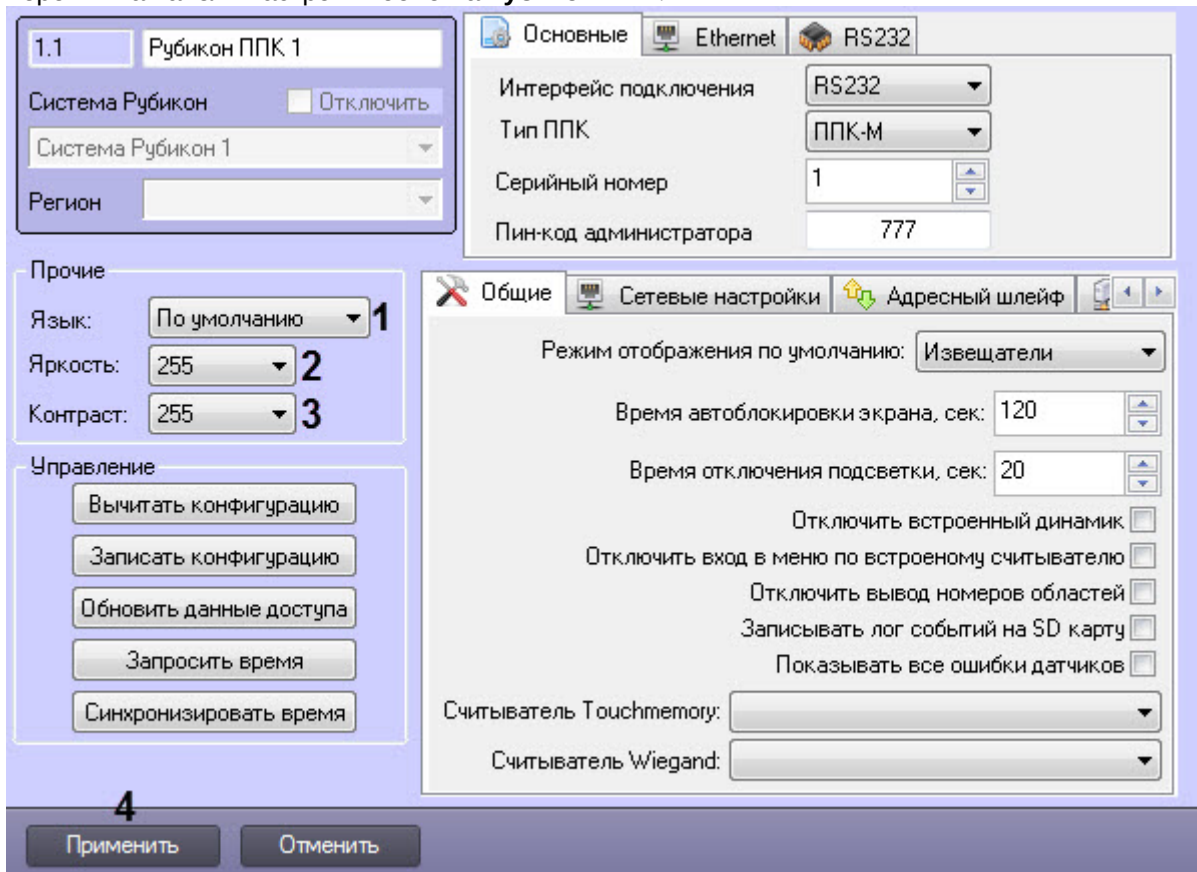 1.1 Рубикон ППК 1
Система Рубикон Отключить
Система Рубикон 1
Регион
Основные Ethernet RS232
Интерфейс подключения RS232
Тип ППК ППК-М
Серийный номер 1
Пин-код администратора 777
Прочие
Язык: По умолчанию 1
Яркость: 255 2
Контраст: 255 3
Управление
Вычитать конфигурацию
Записать конфигурацию
Обновить данные доступа
Запросить время
Синхронизировать время
Общие Сетевые настройки Адресный шлейф
Режим отображения по умолчанию: Извещатели
Время автоблокировки экрана, сек: 120
Время отключения подсветки, сек: 20
Отключить встроенный динамик
Отключить вход в меню по встроеному считывателю
Отключить вывод номеров областей
Записывать лог событий на SD карту
Показывать все ошибки датчиков
Считыватель Touchmemory:
Считыватель Wiegand:
4
Применить Отменить